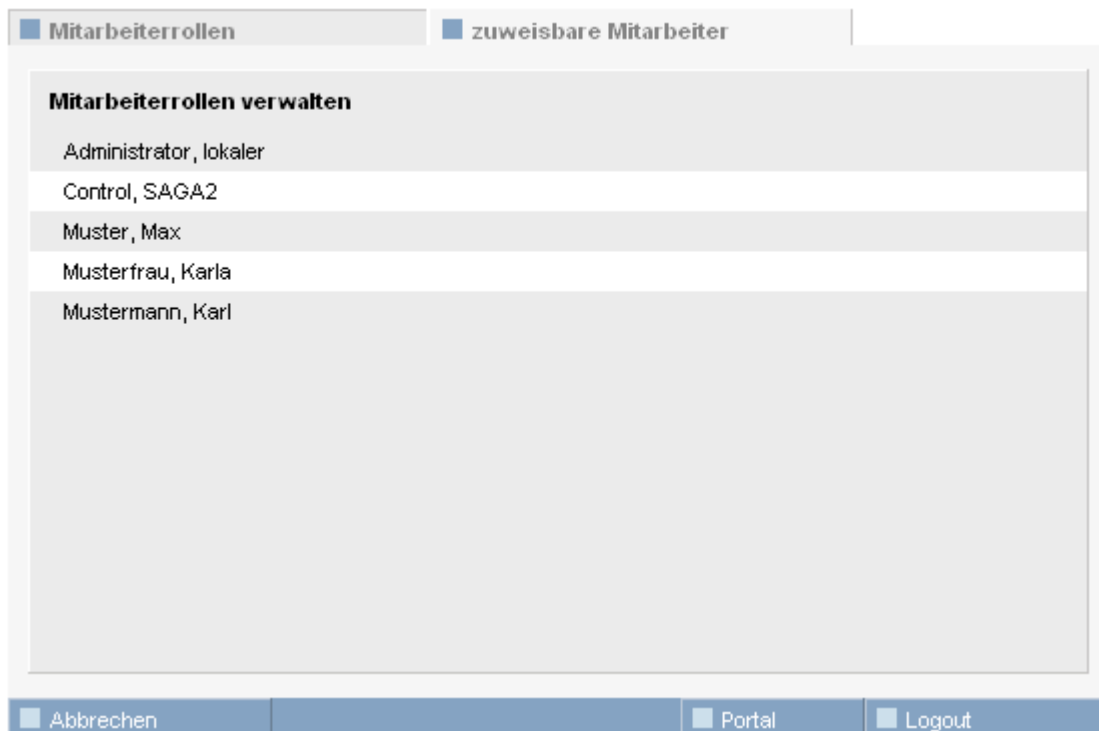 Mitarbeiterrollen
zuweisbare Mitarbeiter
Mitarbeiterrollen verwalten
Administrator, lokaler
Control, SAGA2
Muster, Max
Musterfrau, Karla
Mustermann, Karl
Abbrechen
Portal
Logout